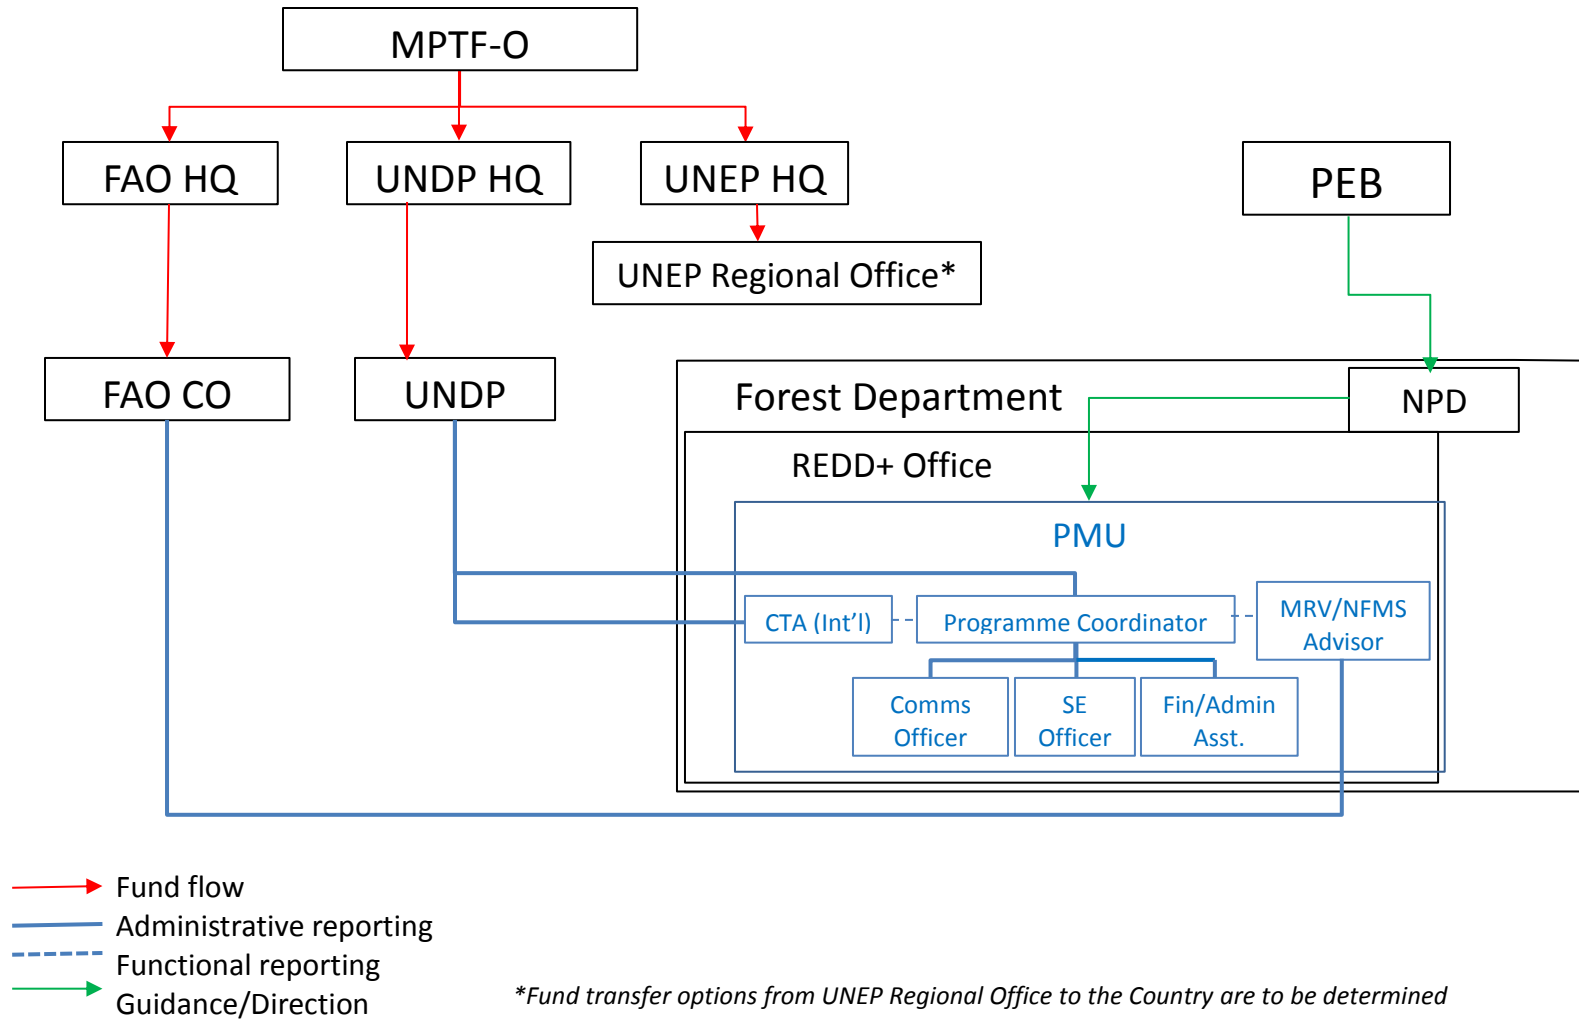 MPTF-O
FAO HQ
UNDP HQ
UNEP HQ
PEB
UNEP Regional Office*
FAO CO
UNDP
Forest Department
NPD
REDD+ Office
PMU
CTA (Int’l)
Programme Coordinator
MRV/NFMS
Advisor
Comms
Officer
SE
Officer
Fin/Admin
Asst.
Fund flow
Administrative reporting
Functional reporting
Guidance/Direction
*Fund transfer options from UNEP Regional Office to the Country are to be determined